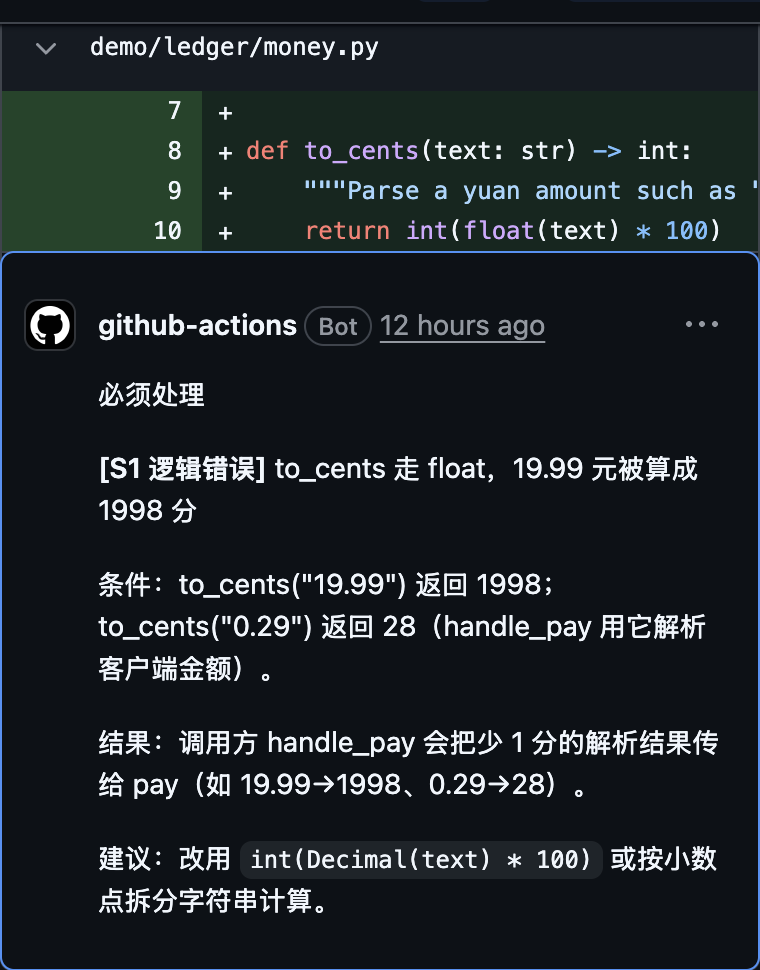 demo/ledger/money.py
7 +
8 + def to_cents(text: str) -> int:
9 + """Parse a yuan amount such as "
10 + return int(float(text) * 100)
github-actions Bot 12 hours ago
必须处理
[S1 逻辑错误] to_cents 走 float，19.99 元被算成
1998 分
条件：to_cents("19.99") 返回 1998；
to_cents("0.29") 返回 28（handle_pay 用它解析
客户端金额）。
结果：调用方 handle_pay 会把少 1 分的解析结果传
给 pay（如 19.99→1998、0.29→28）。
建议：改用 int(Decimal(text) * 100) 或按小数
点拆分字符串计算。